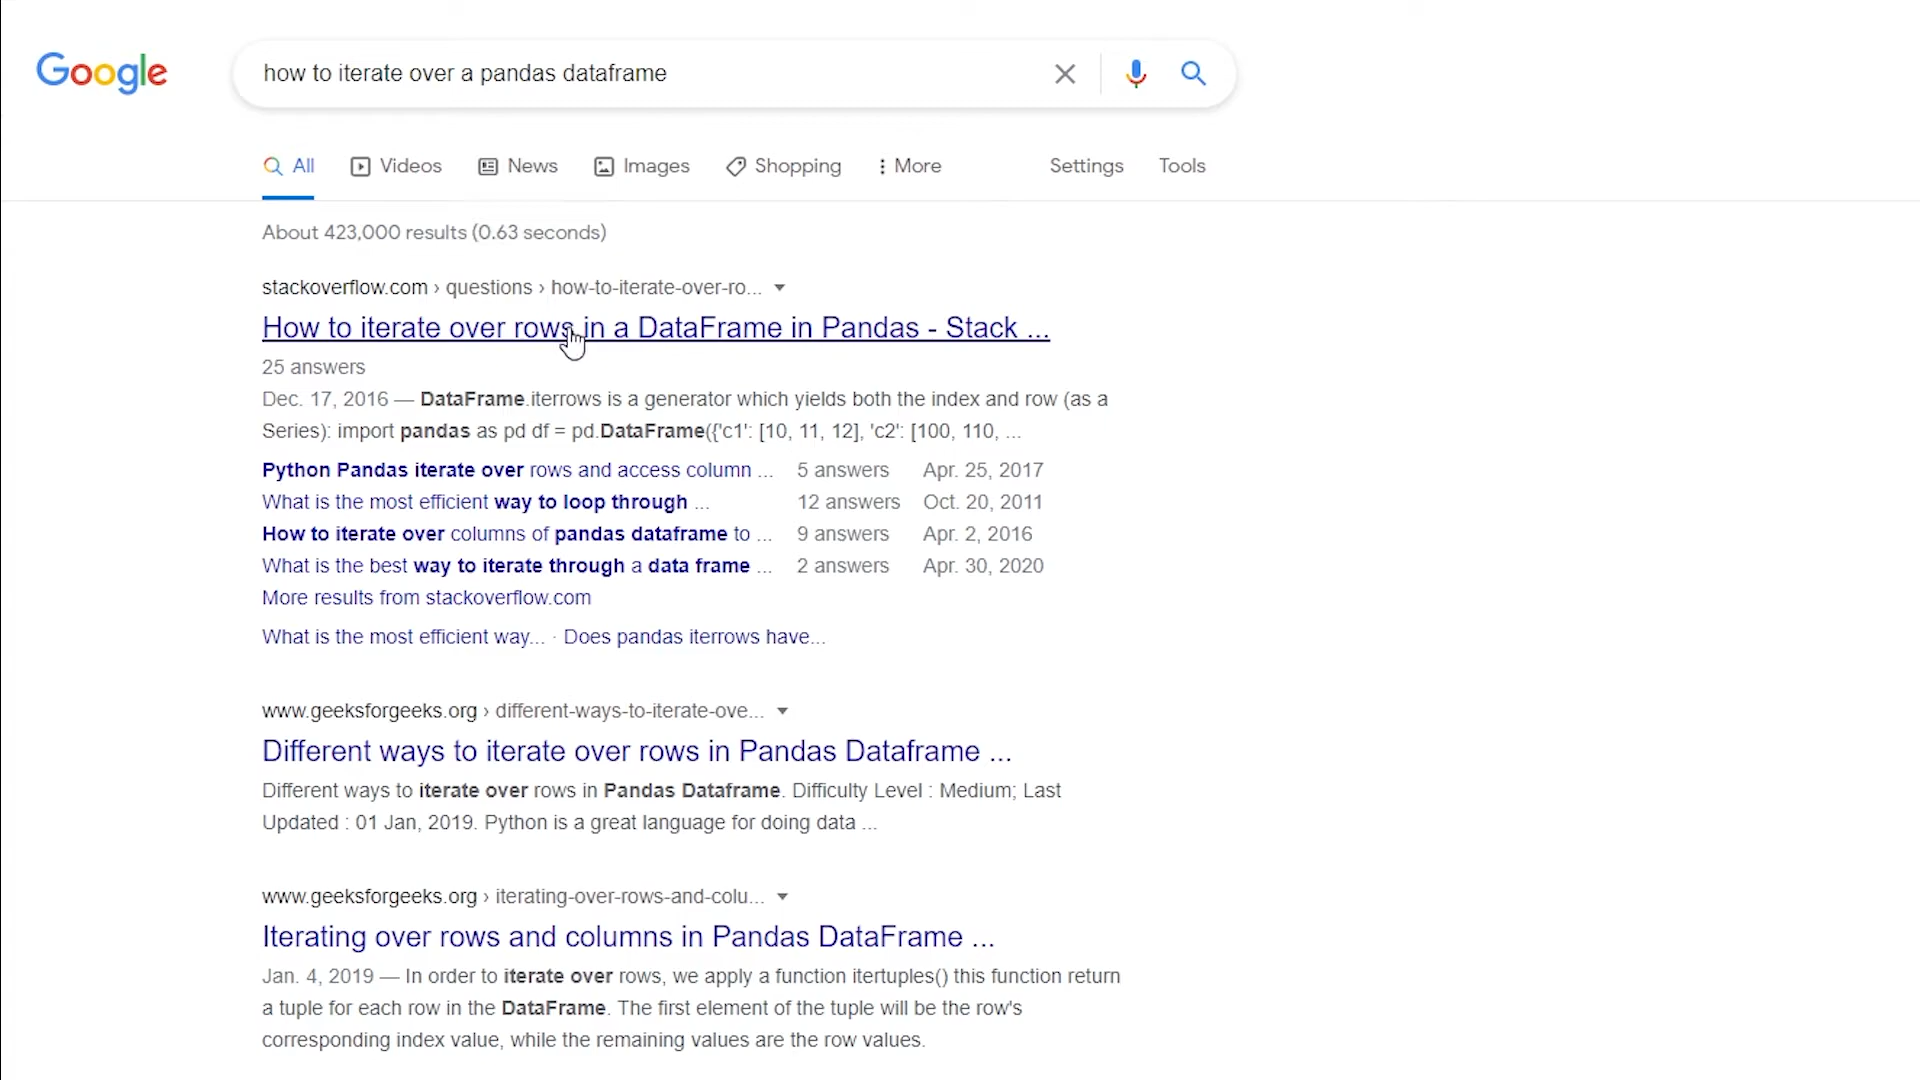 Google
how to iterate over a pandas dataframe
All Videos News Images Shopping More Settings Tools
About 423,000 results (0.63 seconds)
stackoverflow.com › questions › how-to-iterate-over-ro...
How to iterate over rows in a DataFrame in Pandas - Stack ...
25 answers
Dec. 17, 2016 — DataFrame.iterrows is a generator which yields both the index and row (as a
Series): import pandas as pd df = pd.DataFrame({'c1': [10, 11, 12], 'c2': [100, 110, ...
Python Pandas iterate over rows and access column ... 5 answers Apr. 25, 2017
What is the most efficient way to loop through ... 12 answers Oct. 20, 2011
How to iterate over columns of pandas dataframe to ... 9 answers Apr. 2, 2016
What is the best way to iterate through a data frame ... 2 answers Apr. 30, 2020
More results from stackoverflow.com
What is the most efficient way... · Does pandas iterrows have...
www.geeksforgeeks.org › different-ways-to-iterate-ove...
Different ways to iterate over rows in Pandas Dataframe ...
Different ways to iterate over rows in Pandas Dataframe. Difficulty Level : Medium; Last
Updated : 01 Jan, 2019. Python is a great language for doing data ...
www.geeksforgeeks.org › iterating-over-rows-and-colu...
Iterating over rows and columns in Pandas DataFrame ...
Jan. 4, 2019 — In order to iterate over rows, we apply a function itertuples() this function return
a tuple for each row in the DataFrame. The first element of the tuple will be the row's
corresponding index value, while the remaining values are the row values.